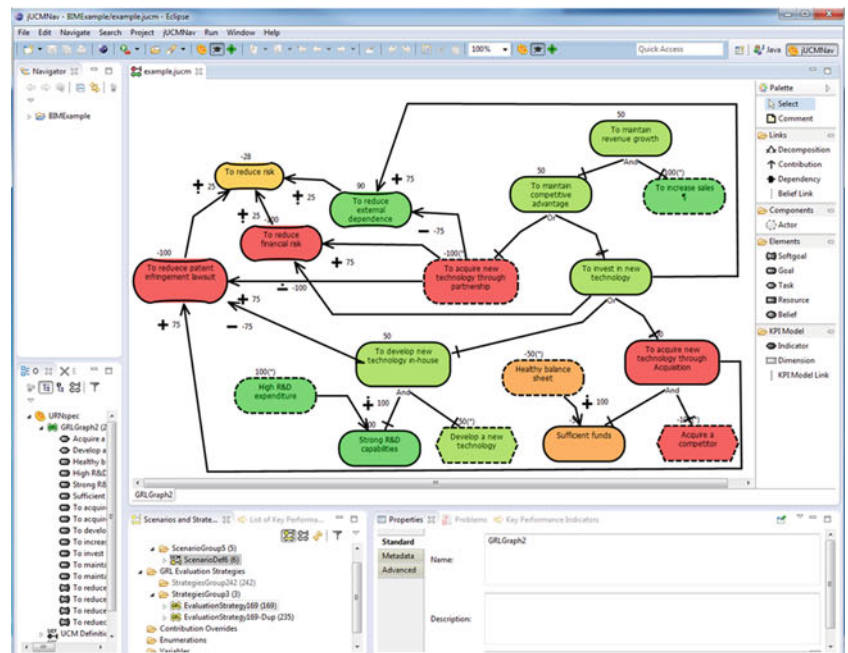 jUCMNav - BIMExample/example.jucm - Eclipse
File Edit Navigate Search Project jUCMNav Run Window Help
100%
Quick Access
Java
jUCMNav
Navigator
BIMExample
example.jucm
Palette
Select
Comment
Links
Decomposition
Contribution
Dependency
Belief Link
Components
Actor
Elements
Softgoal
Goal
Task
Resource
Belief
KPI Model
Indicator
Dimension
KPI Model Link
50
To maintain
revenue growth
And
50
To maintain
competitive
advantage
Or
100(*)
To increase sales
-28
To reduce risk
25
25
25
90
To reduce
external
dependence
75
-75
To reduce
financial risk
75
-100
To reduece patent
infringement lawsuit
75
-75
75
-100
-100(*)
To acquire new
technology through
partnership
To invest in new
technology
Or
50
To develop new
technology in-house
And
To acquire new
technology through
Acquisition
And
100(*)
High R&D
expenditure
100
Strong R&D
capabilities
50(*)
Develop a new
technology
-50(*)
Healthy balance
sheet
100
Sufficient funds
Acquire a
competitor
GRLGraph2
URNspec
GRLGraph2 (2
Acquire a
Develop a
Healthy b
High R&D
Strong R&
Sufficient
To acquir
To acquir
To develo
To increa
To invest
To mainta
To mainta
To reduce
To reduce
To reduec
UCM Definitio
Scenarios and Strate...
List of Key Performa...
ScenarioGroup5 (5)
ScenarioDef6 (6)
GRL Evaluation Strategies
StrategiesGroup242 (242)
StrategiesGroup3 (3)
EvaluationStrategy169 (169)
EvaluationStrategy169-Dup (235)
Contribution Overrides
Enumerations
Variables
Properties
Problems
Key Performance Indicators
Standard
Metadata
Advanced
Name:
GRLGraph2
Description: